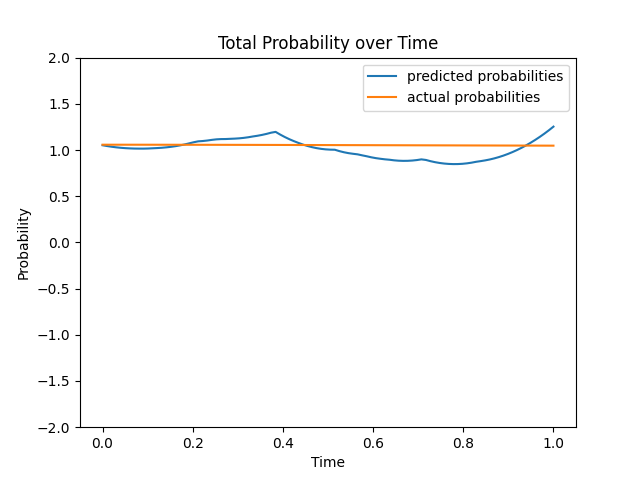 Total Probability over Time
predicted probabilities
actual probabilities
2.0
1.5
1.0
0.5
0.0
−0.5
−1.0
−1.5
−2.0
Probability
0.0 0.2 0.4 0.6 0.8 1.0
Time